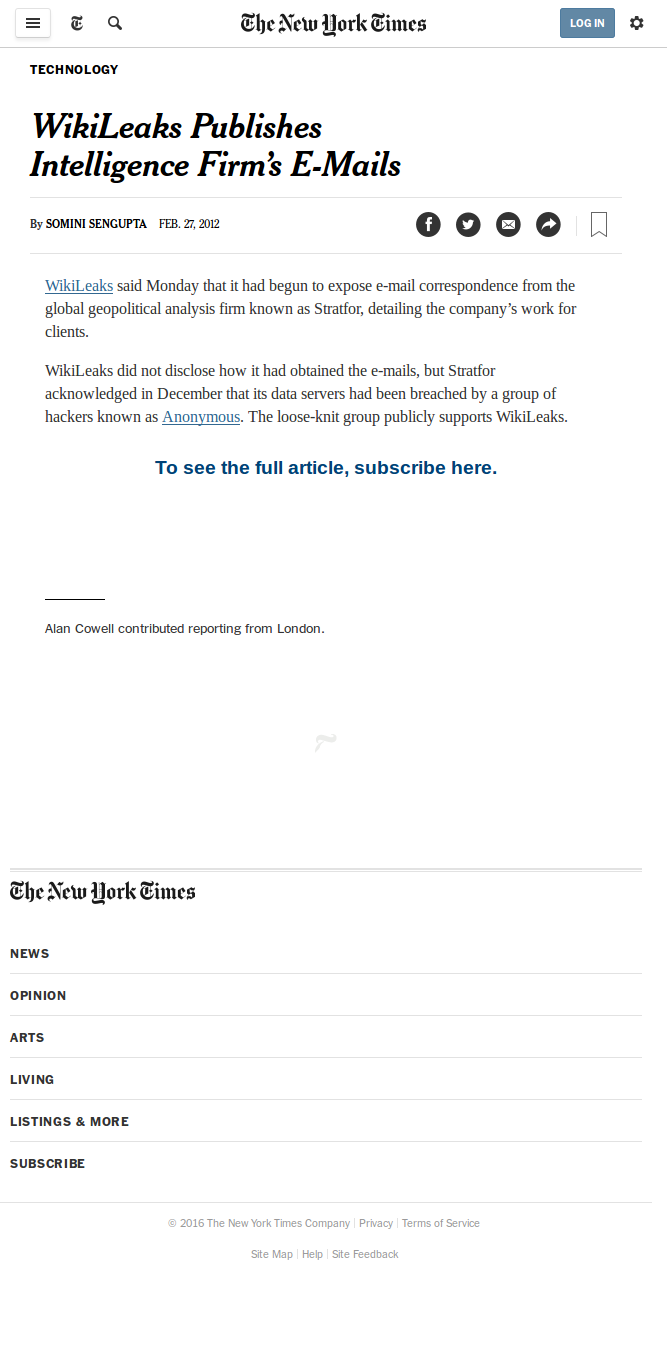 The New York Times
LOG IN
TECHNOLOGY
WikiLeaks Publishes
Intelligence Firm’s E-Mails
By SOMINI SENGUPTA FEB. 27, 2012
WikiLeaks said Monday that it had begun to expose e-mail correspondence from the
global geopolitical analysis firm known as Stratfor, detailing the company’s work for
clients.
WikiLeaks did not disclose how it had obtained the e-mails, but Stratfor
acknowledged in December that its data servers had been breached by a group of
hackers known as Anonymous. The loose-knit group publicly supports WikiLeaks.
To see the full article, subscribe here.
Alan Cowell contributed reporting from London.
The New York Times
NEWS
OPINION
ARTS
LIVING
LISTINGS & MORE
SUBSCRIBE
© 2016 The New York Times Company | Privacy | Terms of Service
Site Map | Help | Site Feedback